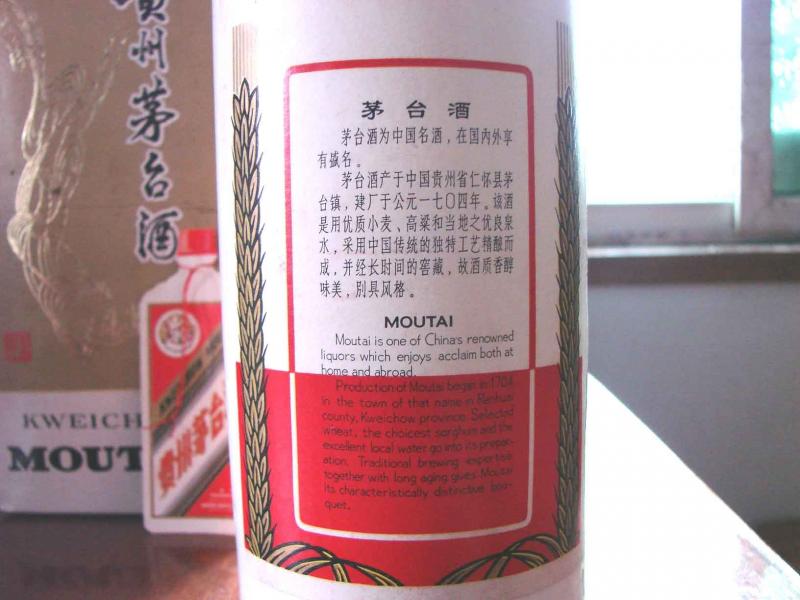 贵州茅台酒
KWEICH
MOUT
贵州茅台
茅台酒
茅台酒为中国名酒，在国内外享
有盛名。
茅台酒产于中国贵州省仁怀县茅
台镇，建厂于公元一七〇四年。该酒
是用优质小麦、高粱和当地之优良泉
水，采用中国传统的独特工艺精酿而
成，并经长时间的窖藏，故酒质香醇
味美，别具风格。
MOUTAI
Moutai is one of China's renowned
liquors which enjoys acclaim both at
home and abroad.
Production of Moutai began in 1704
in the town of that name in Renhuai
county, Kweichow province. Selected
wheat, the choicest sorghum and the
excellent local water go into its prepar-
ation. Traditional brewing expertise
together with long aging gives Moutai
its characteristically distinctive bou-
quet.